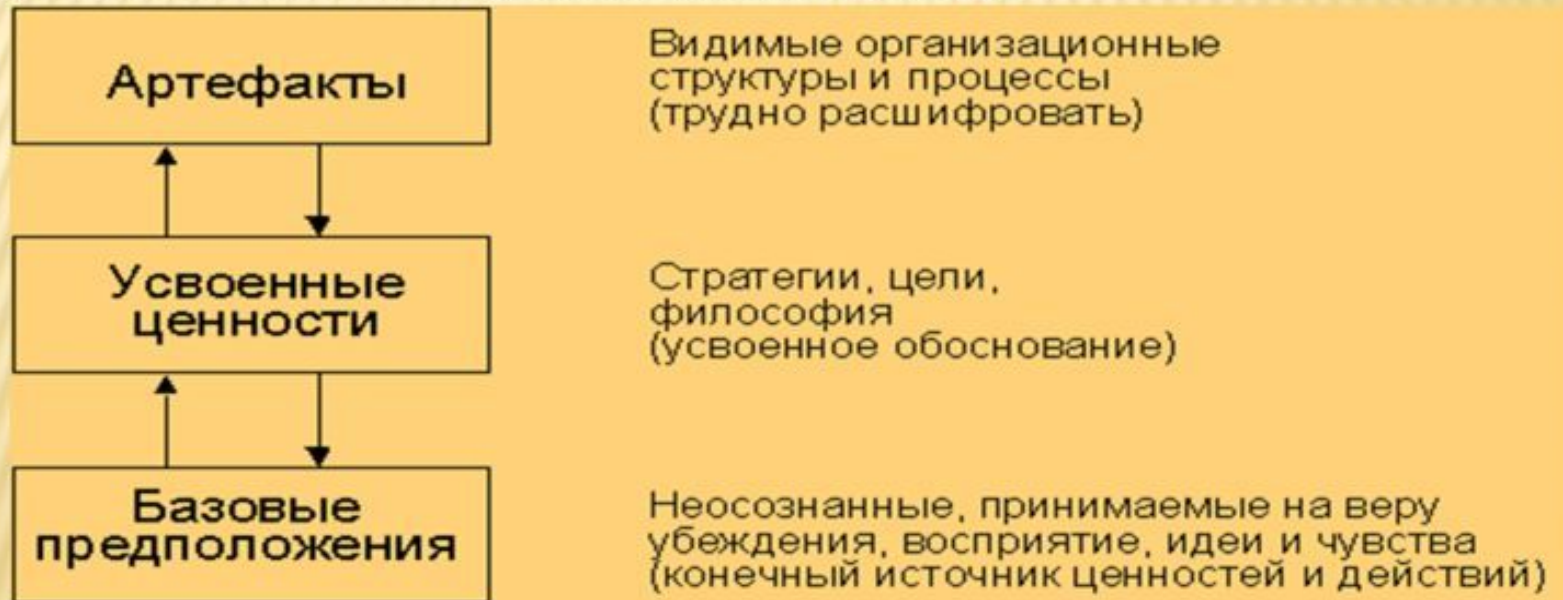 Артефакты
Видимые организационные
структуры и процессы
(трудно расшифровать)
Усвоенные
ценности
Стратегии, цели,
философия
(усвоенное обоснование)
Базовые
предположения
Неосознанные, принимаемые на веру
убеждения, восприятие, идеи и чувства
(конечный источник ценностей и действий)